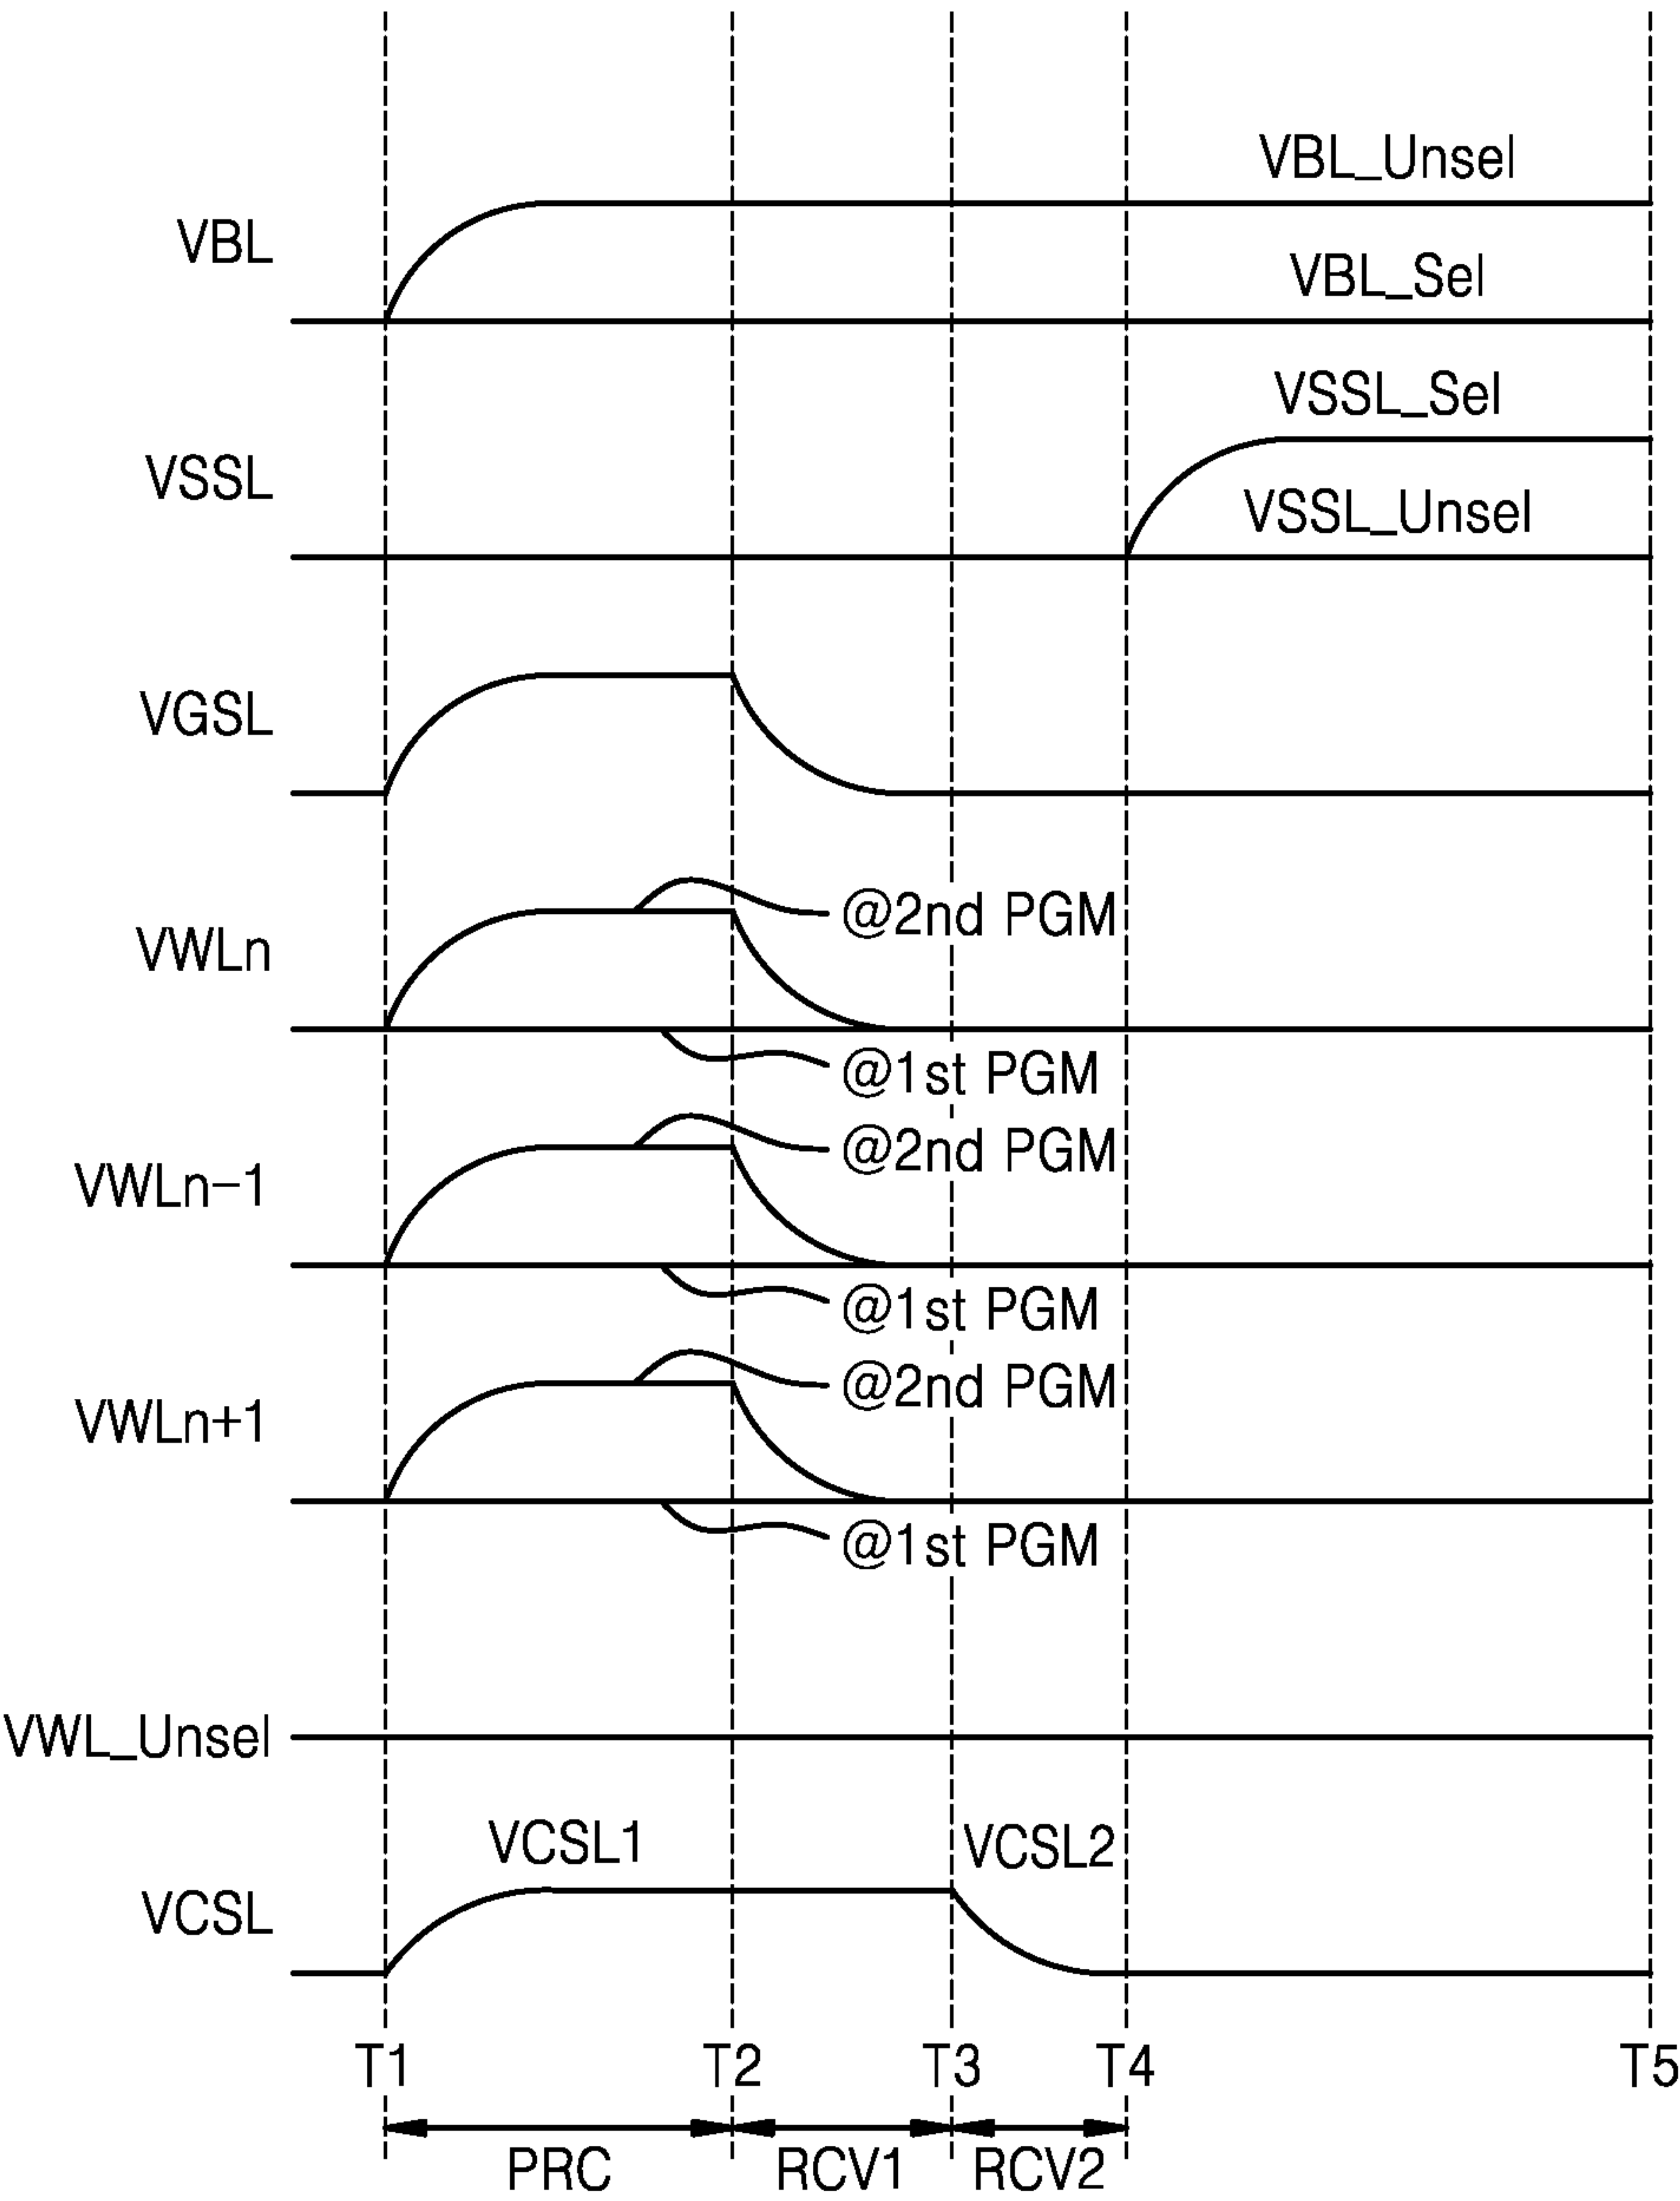 VBL_Unsel
VBL
VBL_Sel
VSSL_Sel
VSSL
VSSL_Unsel
VGSL
@2nd PGM
VWLn
@1st PGM
@2nd PGM
VWLn-1
@1st PGM
@2nd PGM
VWLn+1
@1st PGM
VWL_Unsel
VCSL1
VCSL2
VCSL
T1 T2 T3 T4 T5
PRC RCV1 RCV2